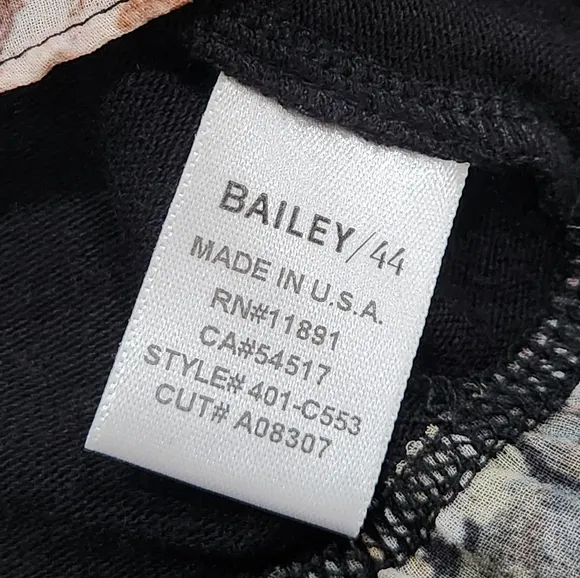 BAILEY/44
MADE IN U.S.A.
RN#11891
CA#54517
STYLE# 401-C553
CUT# A08307